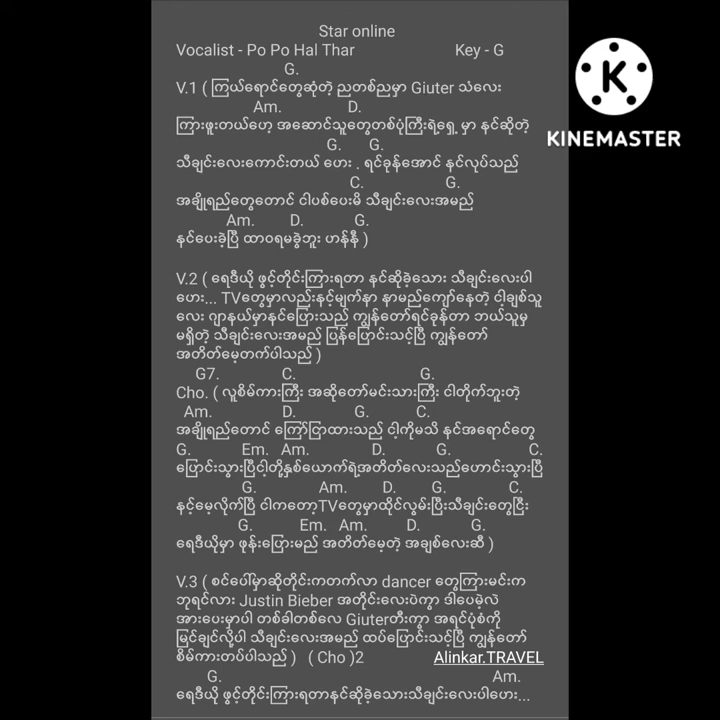 Star online
Vocalist - Po Po Hal Thar Key - G
G.
V.1 ( ကြယ်ရောင်တွေဆုံတဲ့ ညတစ်ညမှာ Giuter သံလေး
Am. D.
ကြားဖူးတယ်ဟေ့ အဆောင်သူတွေတစ်ပုံကြီးရဲ့ရှေ့ မှာ နင်ဆိုတဲ့
G. G.
သီချင်းလေးကောင်းတယ် ဟေး . ရင်ခုန်အောင် နင်လုပ်သည်
C. G.
အချိုရည်တွေတောင် ငါပစ်ပေးမိ သီချင်းလေးအမည်
Am. D. G.
နင်ပေးခဲ့ပြီ ထာဝရမခွဲဘူး ဟန်နီ )
V.2 ( ရေဒီယို ဖွင့်တိုင်းကြားရတာ နင်ဆိုခဲ့သော သီချင်းလေးပါ
ဟေး... TVတွေမှာလည်းနင့်မျက်နှာ နာမည်ကျော်နေတဲ့ ငါ့ချစ်သူ
လေး ဂျာနယ်မှာနင်ပြောသည် ကျွန်တော်ရင်ခုန်တာ ဘယ်သူမှ
မရှိတဲ့ သီချင်းလေးအမည် ပြန်ပြောင်းသင့်ပြီ ကျွန်တော်
အတိတ်မေ့တက်ပါသည် )
G7. C. G.
Cho. ( လူစိမ်ကားကြီး အဆိုတော်မင်းသားကြီး ငါတိုက်ဘူးတဲ့
Am. D. G. C.
အချိုရည်တောင် ကြော်ငြာထားသည် ငါ့ကိုမသိ နင်အရောင်တွေ
G. Em. Am. D. G. C.
ပြောင်းသွားပြီငါတို့နှစ်ယောက်ရဲ့အတိတ်လေးသည်ဟောင်းသွားပြီ
G. Am. D. G. C.
နင့်မေ့လိုက်ပြီ ငါကတော့TVတွေမှာထိုင်လွမ်းပြီးသီချင်းတွေငြီး
G. Em. Am. D. G.
ရေဒီယိုမှာ ဖုန်းပြောမည် အတိတ်မေ့တဲ့ အချစ်လေးဆီ )
V.3 ( စင်ပေါ်မှာဆိုတိုင်းကတက်လာ dancer တွေကြားမင်းက
ဘုရင်လား Justin Bieber အတိုင်းလေးပဲကွာ ဒါပေမဲ့လဲ
အားပေးမှာပါ တစ်ခါတစ်လေ Giuterတီးကွာ အရင်ပုံစံကို
မြင်ချင်လို့ပါ သီချင်းလေးအမည် ထပ်ပြောင်းသင့်ပြီ ကျွန်တော်
စိမ်ကားတပ်ပါသည် ) ( Cho )2 Alinkar.TRAVEL
G. Am.
ရေဒီယို ဖွင့်တိုင်းကြားရတာနင်ဆိုခဲ့သောသီချင်းလေးပါဟေး...
KINEMASTER